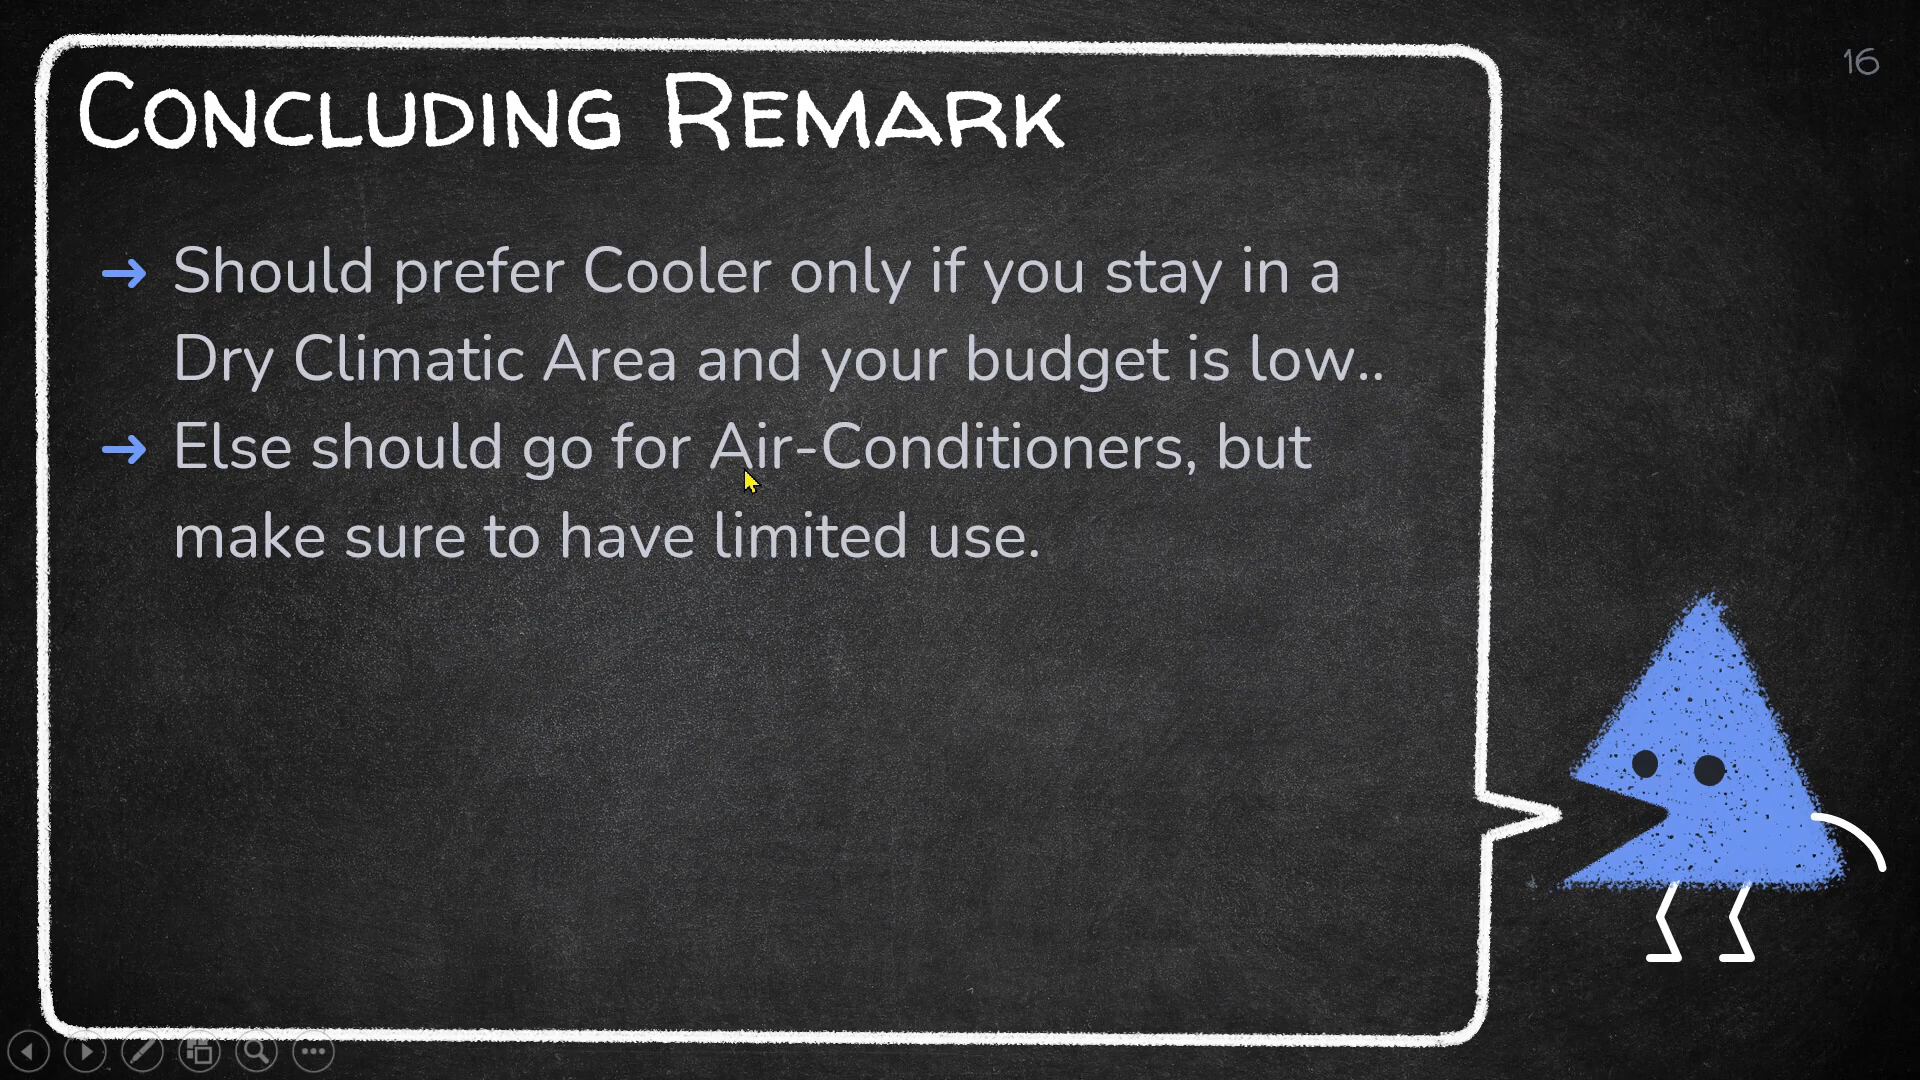 16
Concluding Remark
→ Should prefer Cooler only if you stay in a
Dry Climatic Area and your budget is low..
→ Else should go for Air-Conditioners, but
make sure to have limited use.